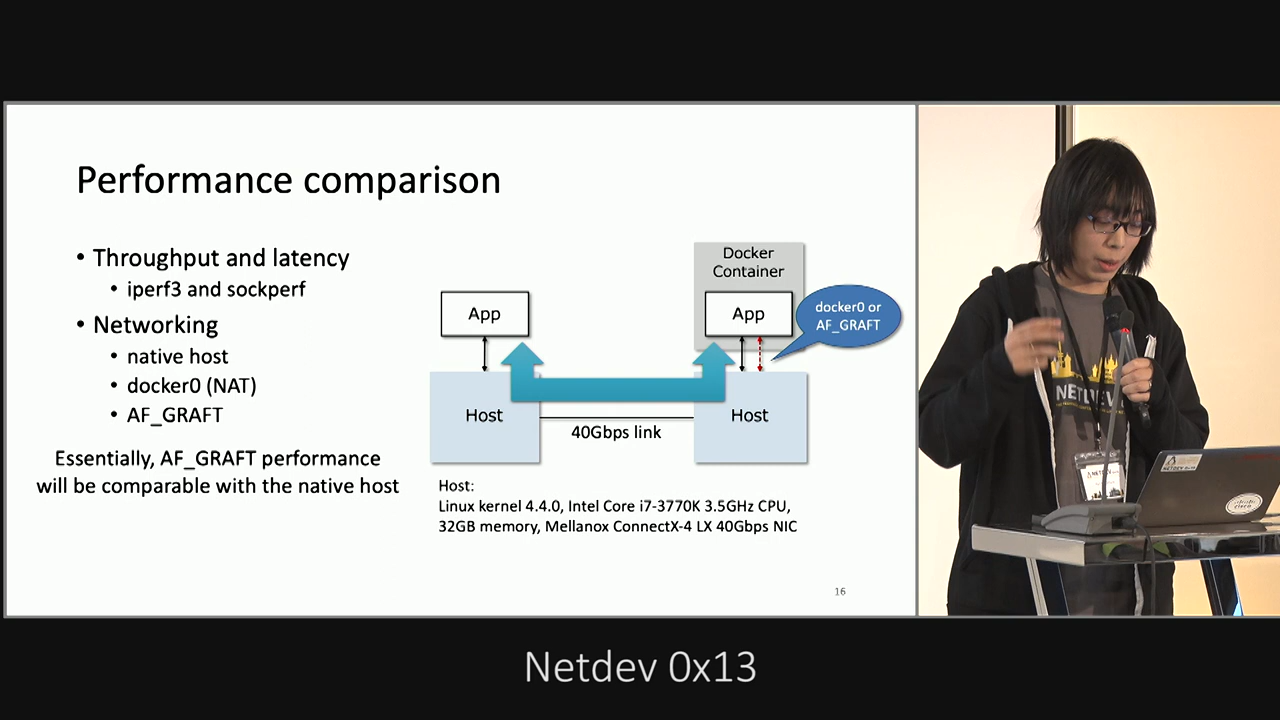 Performance comparison
• Throughput and latency
• iperf3 and sockperf
• Networking
• native host
• docker0 (NAT)
• AF_GRAFT
Essentially, AF_GRAFT performance
will be comparable with the native host
App
Docker
Container
App
docker0 or
AF_GRAFT
Host
Host
40Gbps link
Host:
Linux kernel 4.4.0, Intel Core i7-3770K 3.5GHz CPU,
32GB memory, Mellanox ConnectX-4 LX 40Gbps NIC
16
NETDEV
NETDEV
cisco
Netdev 0x13